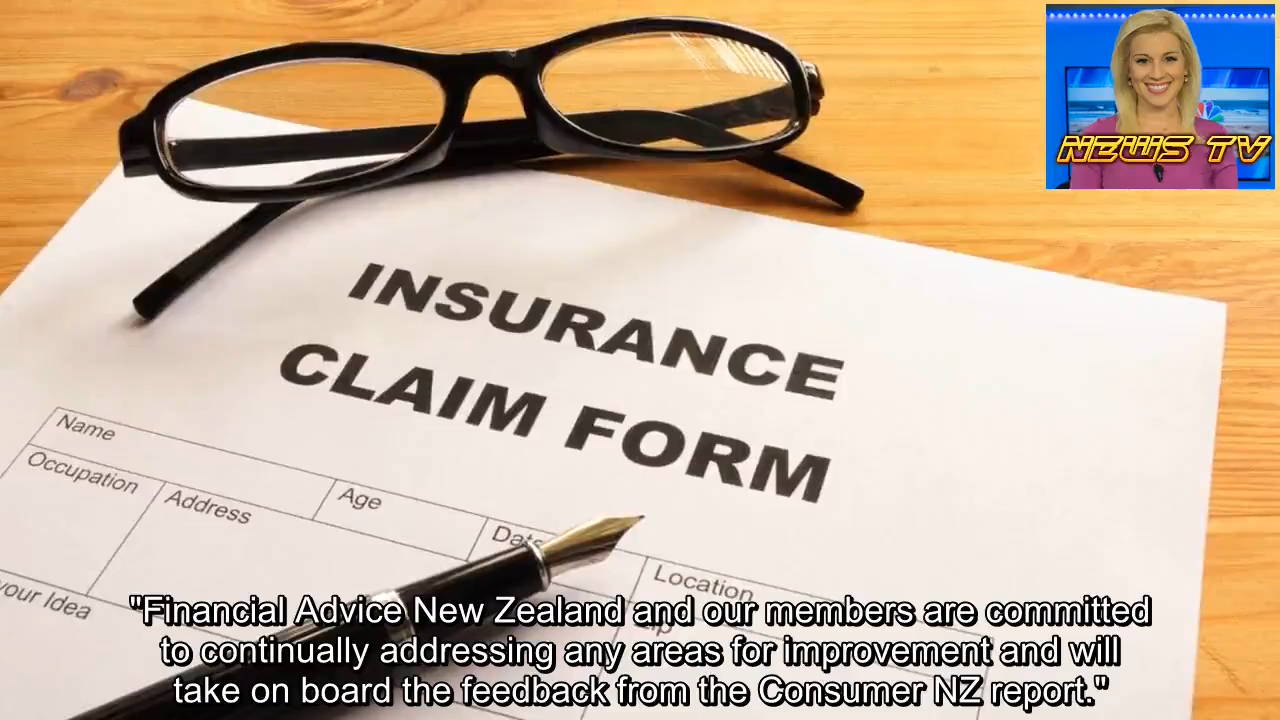 NEWS TV
INSURANCE
CLAIM FORM
Name
Occupation
Address
Age
Location
your Idea
"Financial Advice New Zealand and our members are committed
to continually addressing any areas for improvement and will
take on board the feedback from the Consumer NZ report."